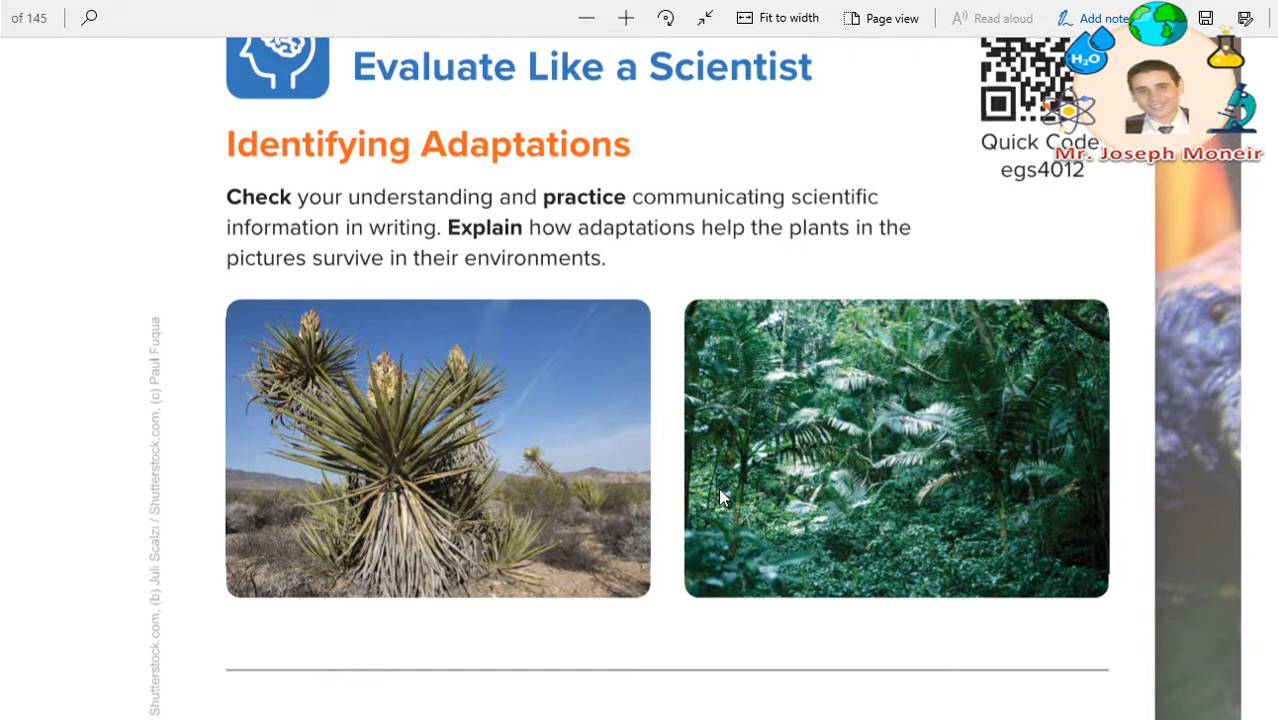 of 145
Fit to width
Page view
Read aloud
Add note
Evaluate Like a Scientist
H₂O
Quick Code
egs4012
Mr. Joseph Moneir
Identifying Adaptations
Check your understanding and practice communicating scientific
information in writing. Explain how adaptations help the plants in the
pictures survive in their environments.
Shutterstock.com, (b) Juli Scalzi / Shutterstock.com, (c) Paul Fuqua